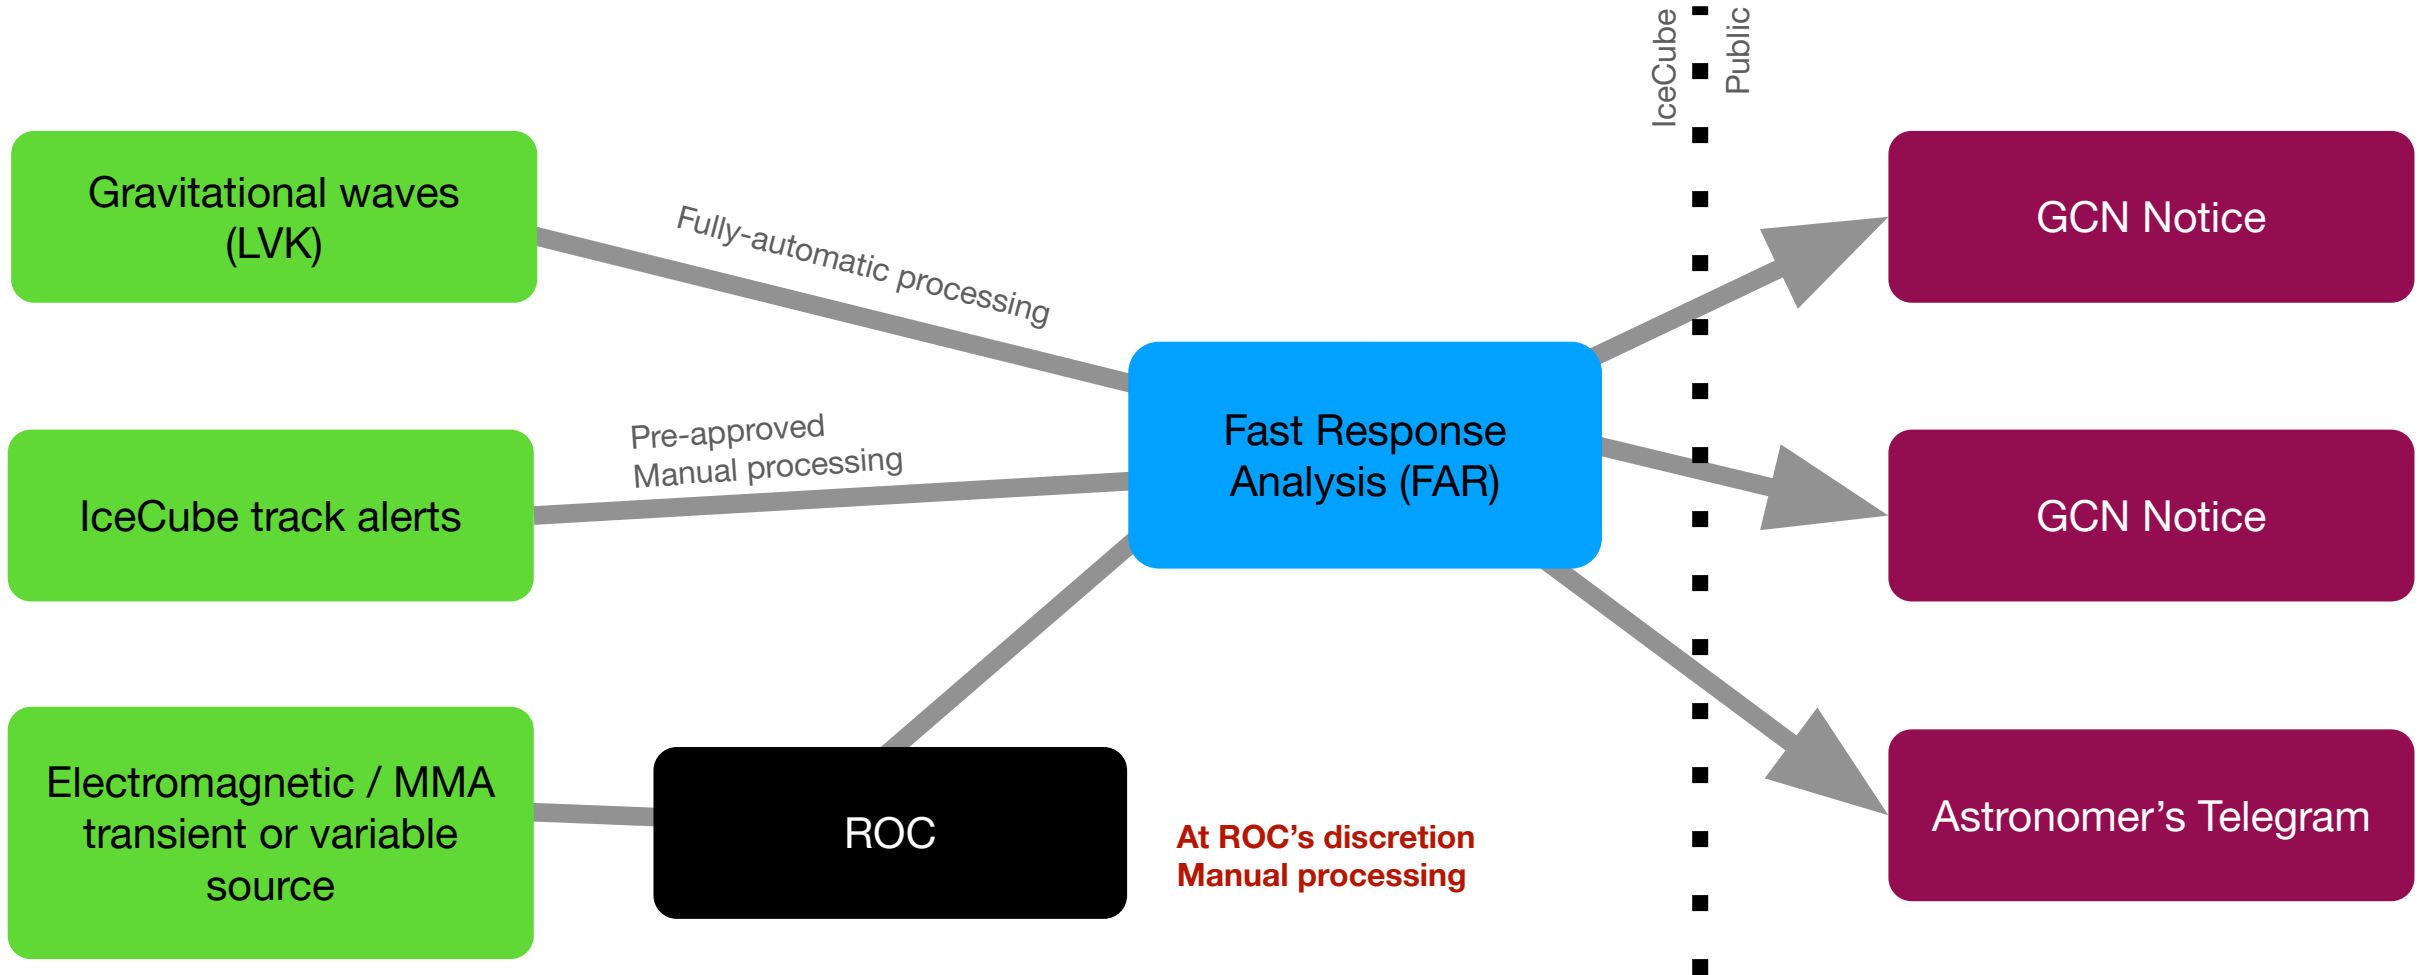 IceCube
Public
Gravitational waves
(LVK)
Fully-automatic processing
GCN Notice
Pre-approved
Manual processing
Fast Response
Analysis (FAR)
IceCube track alerts
GCN Notice
Electromagnetic / MMA
transient or variable
source
ROC
At ROC’s discretion
Manual processing
Astronomer’s Telegram